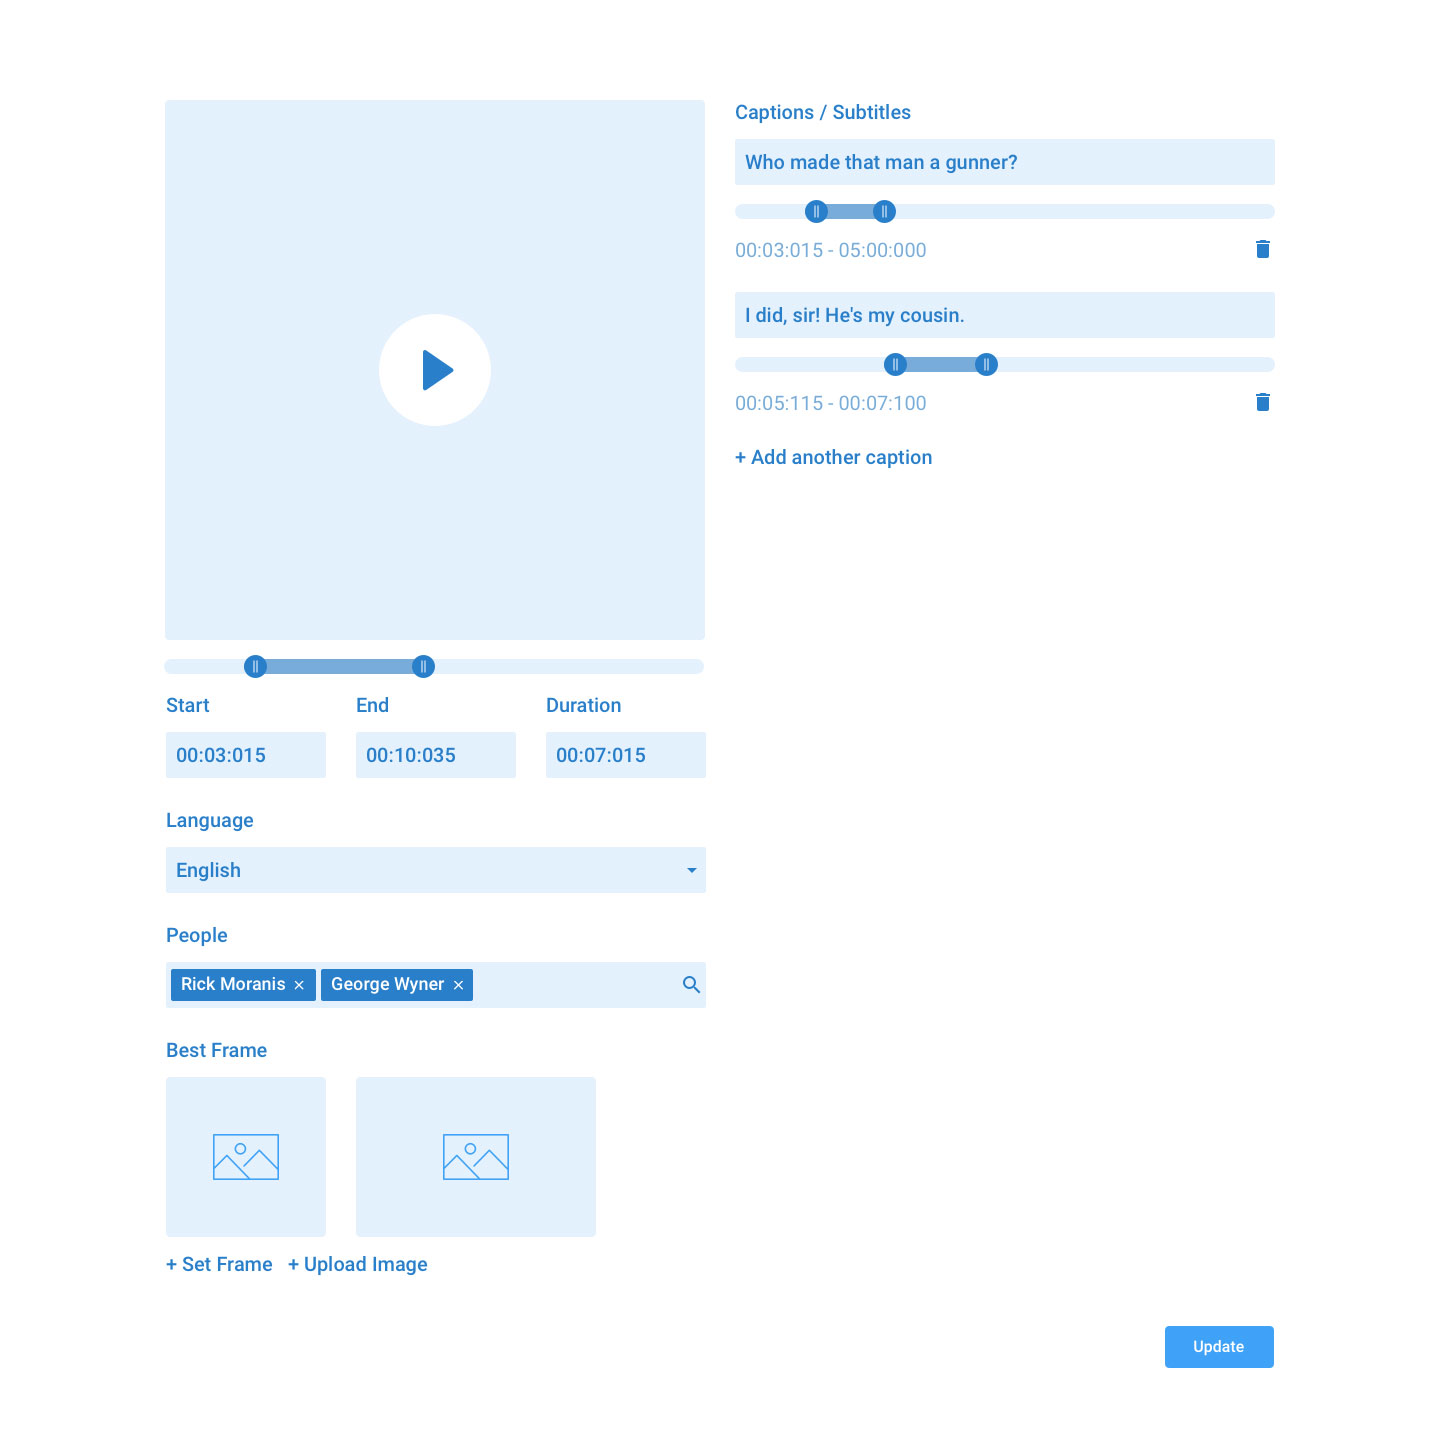 Captions / Subtitles
Who made that man a gunner?
00:03:015 - 05:00:000
I did, sir! He's my cousin.
00:05:115 - 00:07:100
+ Add another caption
Start End Duration
00:03:015 00:10:035 00:07:015
Language
English
People
Rick Moranis × George Wyner ×
Best Frame
+ Set Frame + Upload Image
Update